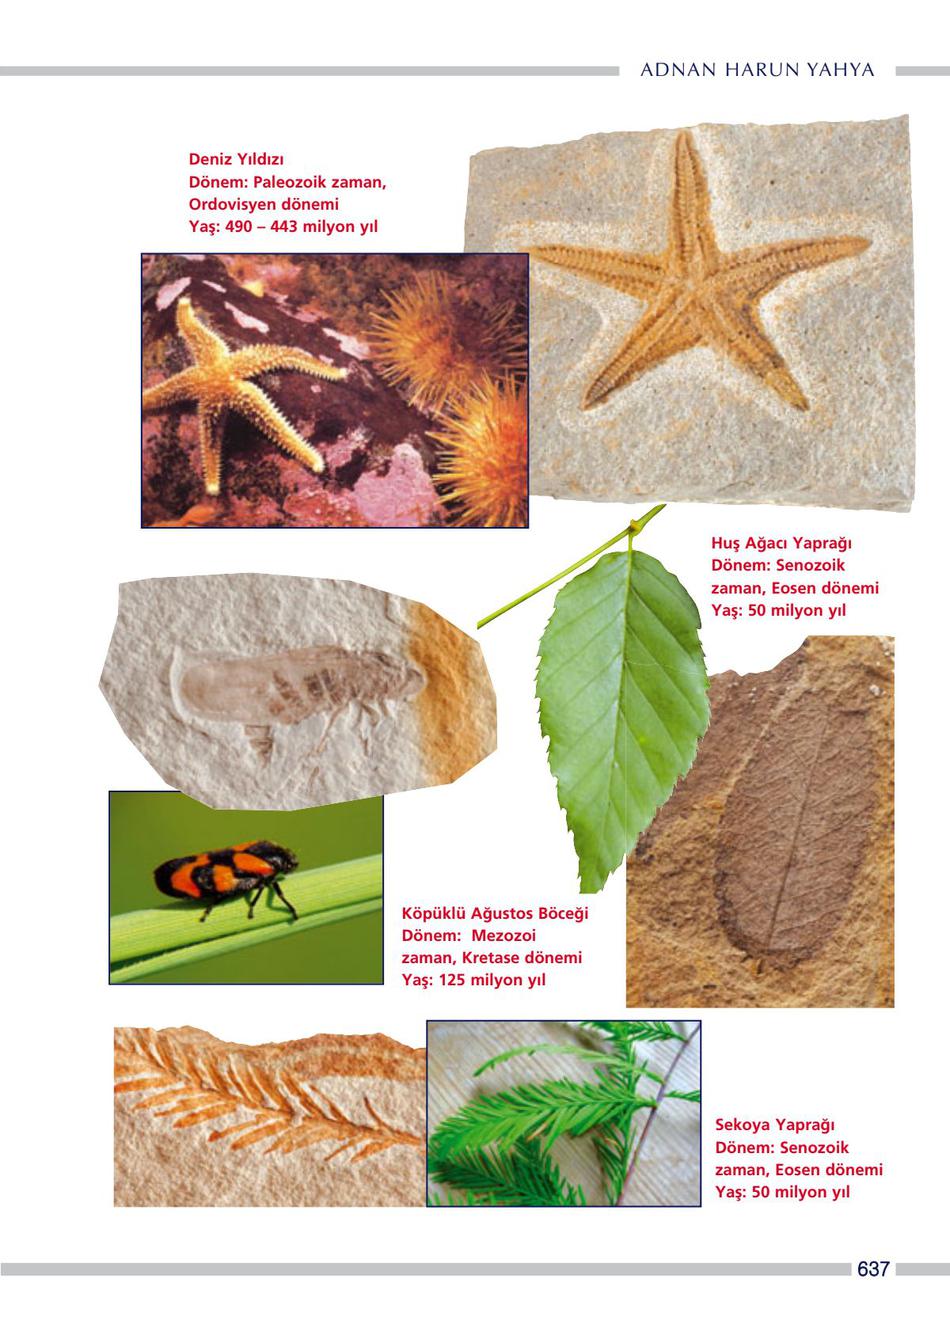 ADNAN HARUN YAHYA
Deniz Yıldızı
Dönem: Paleozoik zaman,
Ordovisyen dönemi
Yaş: 490 – 443 milyon yıl
Huş Ağacı Yaprağı
Dönem: Senozoik
zaman, Eosen dönemi
Yaş: 50 milyon yıl
Köpüklü Ağustos Böceği
Dönem: Mezozoi
zaman, Kretase dönemi
Yaş: 125 milyon yıl
Sekoya Yaprağı
Dönem: Senozoik
zaman, Eosen dönemi
Yaş: 50 milyon yıl
637